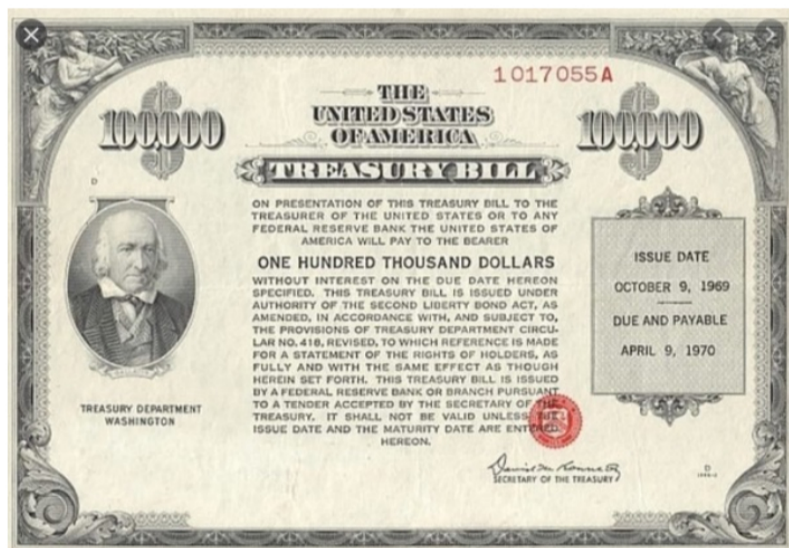 1017055A
THE
UNITED STATES
OF AMERICA
100,000
100,000
TREASURY BILL
D
ON PRESENTATION OF THIS TREASURY BILL TO THE
TREASURER OF THE UNITED STATES OR TO ANY
FEDERAL RESERVE BANK THE UNITED STATES OF
AMERICA WILL PAY TO THE BEARER
ONE HUNDRED THOUSAND DOLLARS
WITHOUT INTEREST ON THE DUE DATE HEREON
SPECIFIED. THIS TREASURY BILL IS ISSUED UNDER
AUTHORITY OF THE SECOND LIBERTY BOND ACT, AS
AMENDED, IN ACCORDANCE WITH, AND SUBJECT TO,
THE PROVISIONS OF TREASURY DEPARTMENT CIRCU-
LAR NO. 418, REVISED, TO WHICH REFERENCE IS MADE
FOR A STATEMENT OF THE RIGHTS OF HOLDERS, AS
FULLY AND WITH THE SAME EFFECT AS THOUGH
HEREIN SET FORTH. THIS TREASURY BILL IS ISSUED
BY A FEDERAL RESERVE BANK OR BRANCH PURSUANT
TO A TENDER ACCEPTED BY THE SECRETARY OF THE
TREASURY. IT SHALL NOT BE VALID UNLESS THE
ISSUE DATE AND THE MATURITY DATE ARE ENTERED
HEREON.
ISSUE DATE
OCTOBER 9, 1969
DUE AND PAYABLE
APRIL 9, 1970
TREASURY DEPARTMENT
WASHINGTON
SECRETARY OF THE TREASURY
D